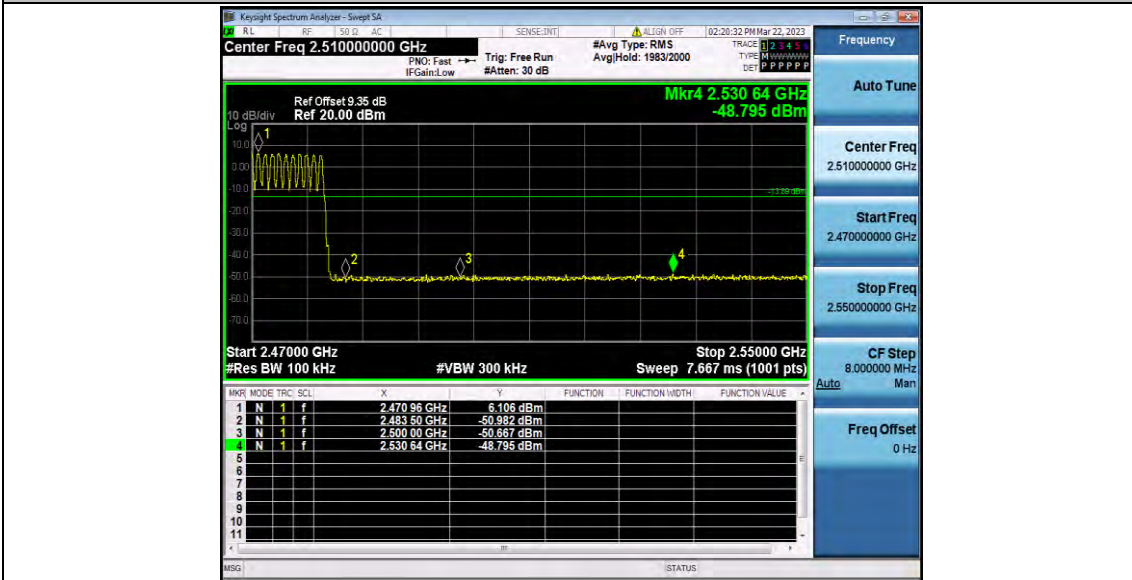 Keysight Spectrum Analyzer - Swept SA
RL RF 50 Ω AC SENSE:INT ALIGN OFF 02:20:32 PM Mar 22, 2023
Center Freq 2.510000000 GHz
PNO: Fast
IFGain:Low
Trig: Free Run
#Atten: 30 dB
#Avg Type: RMS
Avg|Hold: 1983/2000
TRACE 1 2 3 4 5 6
TYPE M
DET P P P P P P
Mkr4 2.530 64 GHz
-48.795 dBm
Ref Offset 9.35 dB
10 dB/div Ref 20.00 dBm
Log
10.0
0.00
-10.0
-20.0
-30.0
-40.0
-50.0
-60.0
-70.0
1
2
3
4
Start 2.47000 GHz Stop 2.55000 GHz
#Res BW 100 kHz #VBW 300 kHz Sweep 7.667 ms (1001 pts)
MKR MODE TRC SCL X Y FUNCTION FUNCTION WIDTH FUNCTION VALUE
1 N 1 f 2.470 96 GHz 6.106 dBm
2 N 1 f 2.483 50 GHz -50.982 dBm
3 N 1 f 2.500 00 GHz -50.667 dBm
4 N 1 f 2.530 64 GHz -48.795 dBm
5
6
7
8
9
10
11
MSG STATUS
Frequency
Auto Tune
Center Freq
2.510000000 GHz
Start Freq
2.470000000 GHz
Stop Freq
2.550000000 GHz
CF Step
8.000000 MHz
Auto Man
Freq Offset
0 Hz